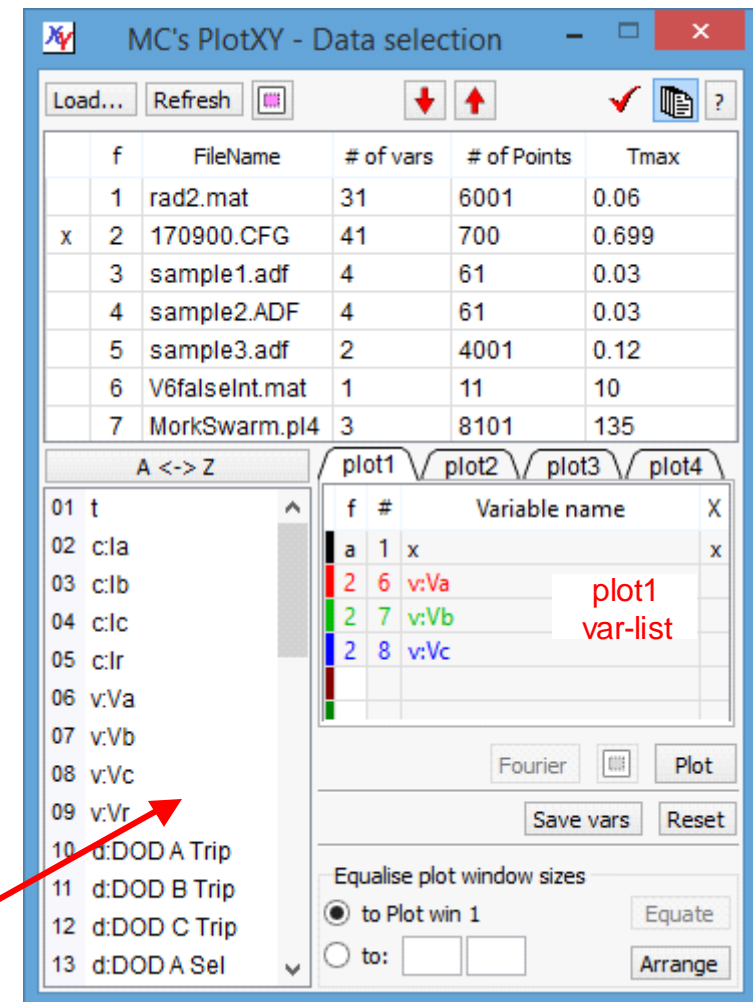 MC's PlotXY - Data selection
Load... Refresh ?
f FileName # of vars # of Points Tmax
1 rad2.mat 31 6001 0.06
x 2 170900.CFG 41 700 0.699
3 sample1.adf 4 61 0.03
4 sample2.ADF 4 61 0.03
5 sample3.adf 2 4001 0.12
6 V6falseInt.mat 1 11 10
7 MorkSwarm.pl4 3 8101 135
A <-> Z
01 t
02 c:Ia
03 c:Ib
04 c:Ic
05 c:Ir
06 v:Va
07 v:Vb
08 v:Vc
09 v:Vr
10 d:DOD A Trip
11 d:DOD B Trip
12 d:DOD C Trip
13 d:DOD A Sel
plot1 plot2 plot3 plot4
f # Variable name X
a 1 x x
2 6 v:Va
2 7 v:Vb
2 8 v:Vc
plot1
var-list
Fourier Plot
Save vars Reset
Equalise plot window sizes
to Plot win 1 Equate
to: Arrange